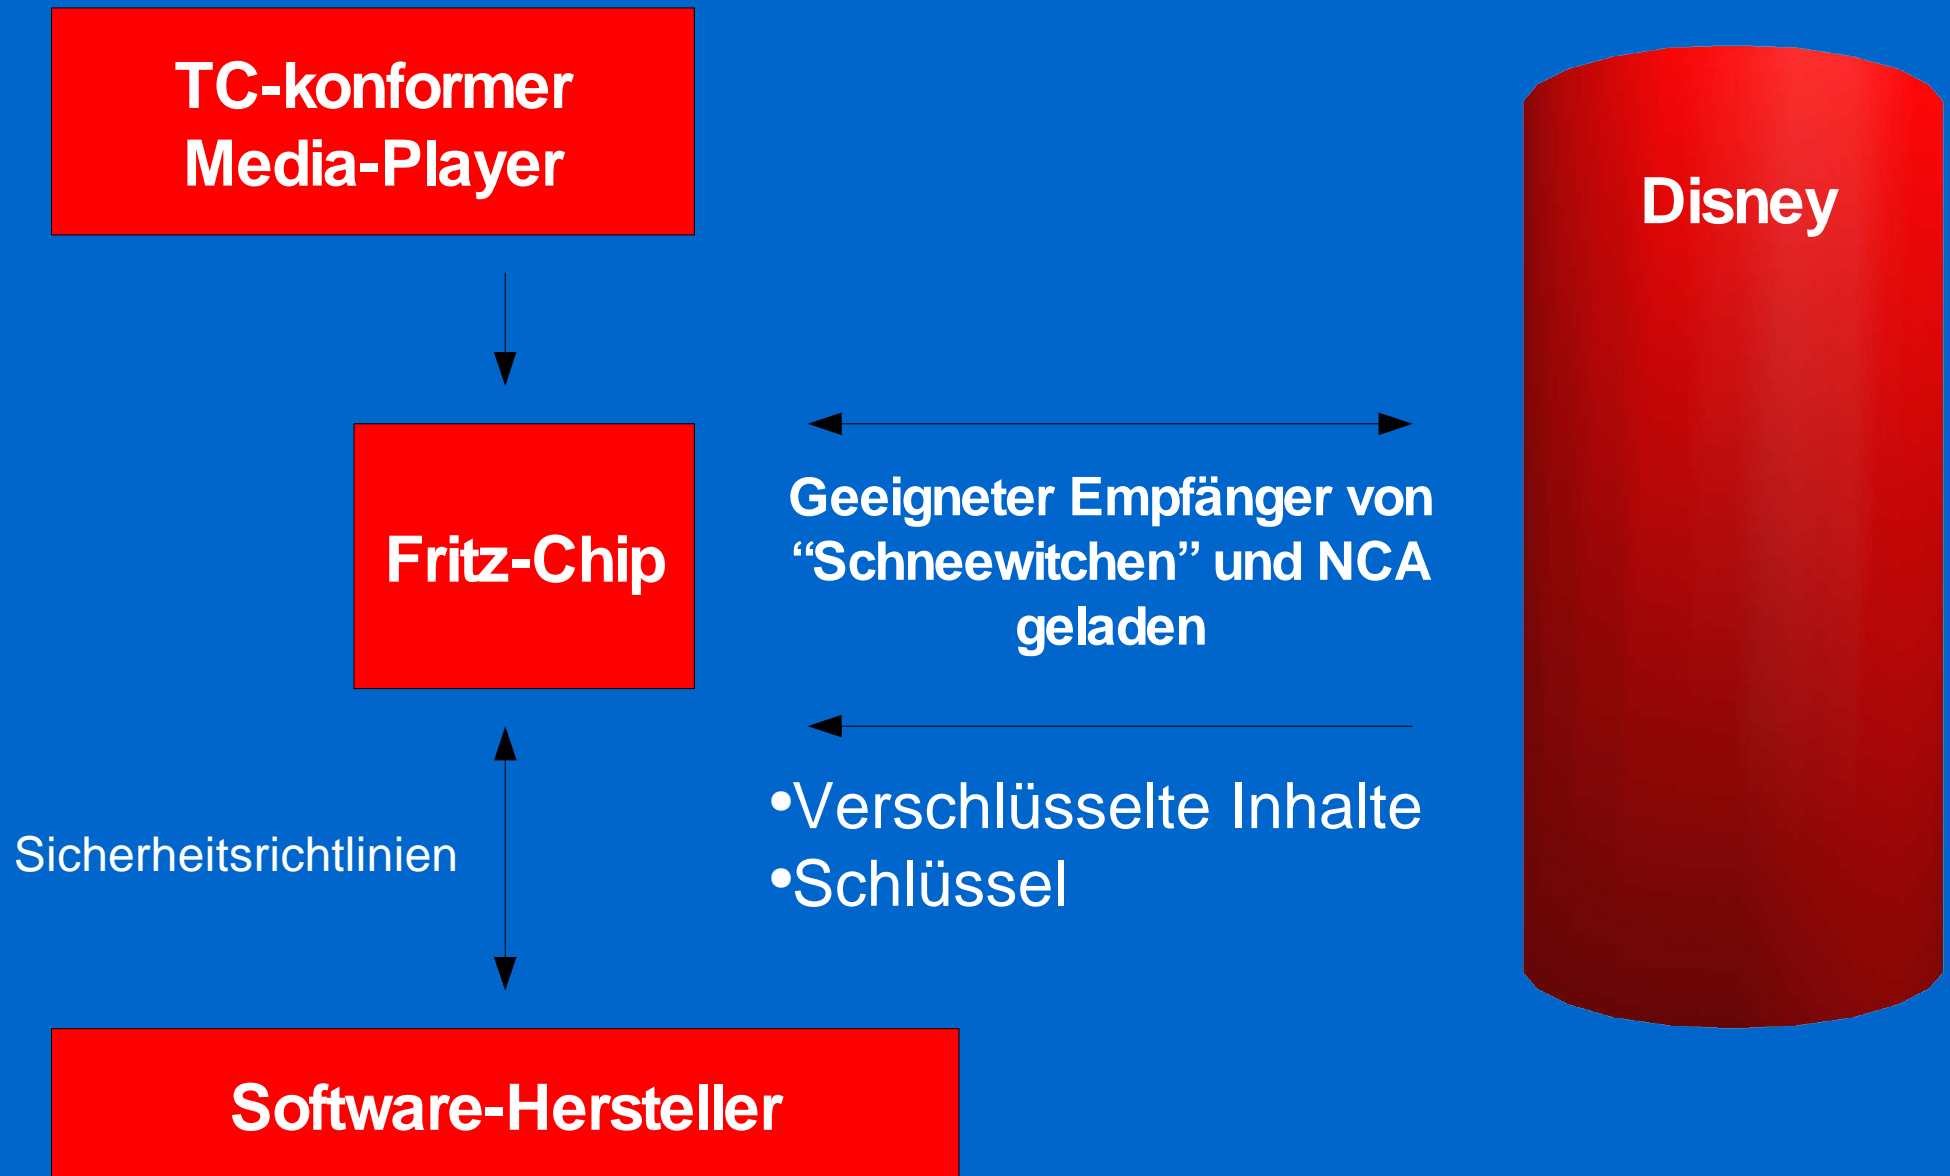 TC-konformer
Media-Player
Disney
Fritz-Chip
Geeigneter Empfänger von
“Schneewitchen” und NCA
geladen
•Verschlüsselte Inhalte
•Schlüssel
Sicherheitsrichtlinien
Software-Hersteller